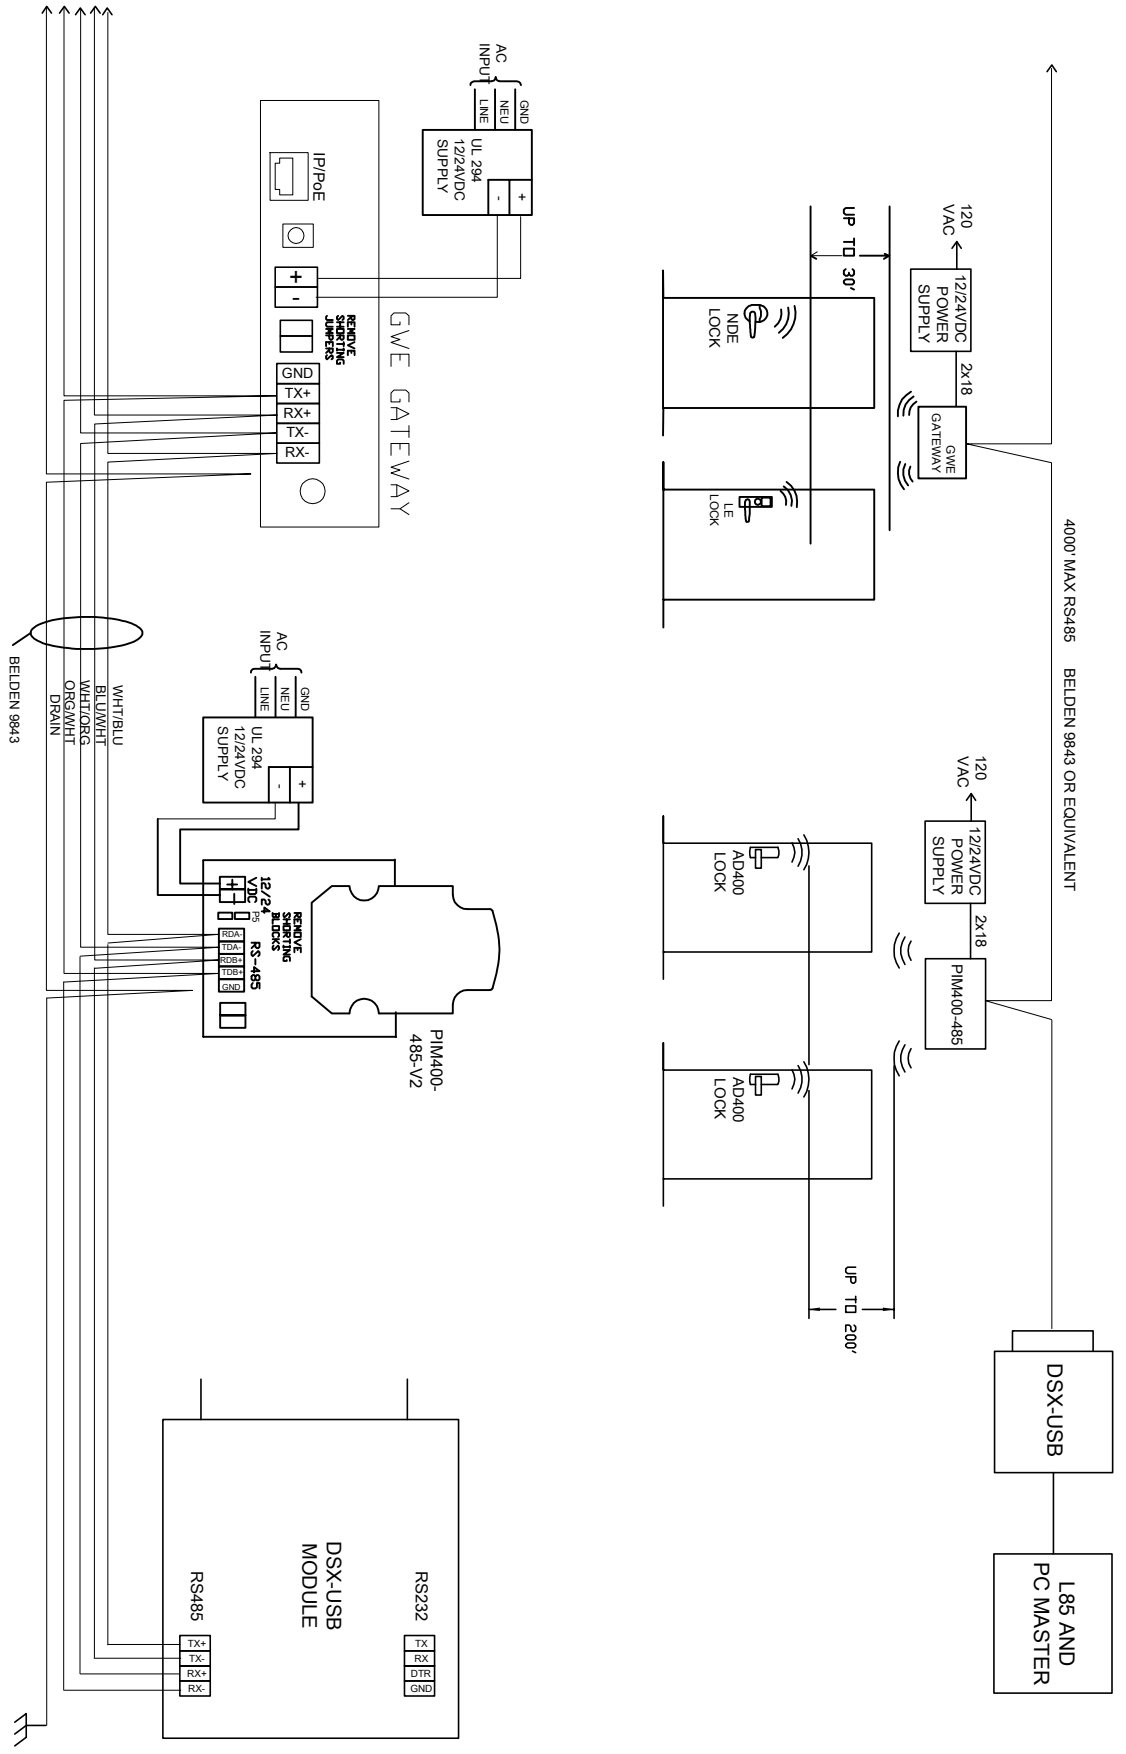 4000' MAX RS485 BELDEN 9843 OR EQUIVALENT
120
VAC
12/24VDC
POWER
SUPPLY
2x18
GWE
GATEWAY
120
VAC
12/24VDC
POWER
SUPPLY
2x18
PIM400-485
DSX-USB
L85 AND
PC MASTER
UP TO 30'
NDE
LOCK
LE
LOCK
AD400
LOCK
AD400
LOCK
UP TO 200'
AC
INPUT
GND
NEU
LINE
UL 294
12/24VDC
SUPPLY
+
-
GWE GATEWAY
IP/PoE
+
-
REMOVE
SHORTING
JUMPERS
GND
TX+
RX+
TX-
RX-
AC
INPUT
GND
NEU
LINE
UL 294
12/24VDC
SUPPLY
+
-
PIM400-
485-V2
REMOVE
SHORTING
BLOCKS
12/24
VDC
+
-
P5
RS-485
RDA-
TDA-
RDB+
TDB+
GND
DSX-USB
MODULE
RS232
TX
RX
DTR
GND
RS485
TX+
TX-
RX+
RX-
WHT/BLU
BLU/WHT
WHT/ORG
ORG/WHT
DRAIN
BELDEN 9843